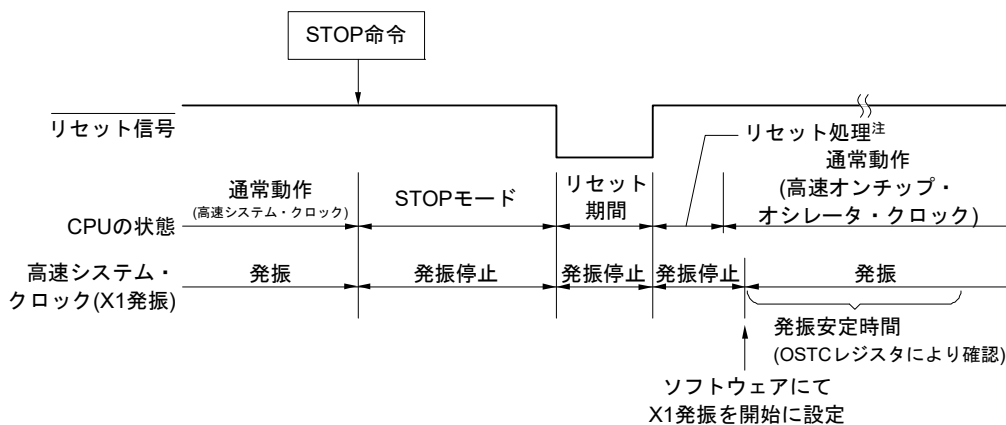 STOP命令
リセット信号
リセット処理注
通常動作
(高速オンチップ・
オシレータ・クロック)
通常動作
(高速システム・クロック)
STOPモード
リセット
期間
CPUの状態
高速システム・
クロック(X1発振)
発振
発振停止
発振停止
発振停止
発振
発振安定時間
(OSTCレジスタにより確認)
ソフトウェアにて
X1発振を開始に設定